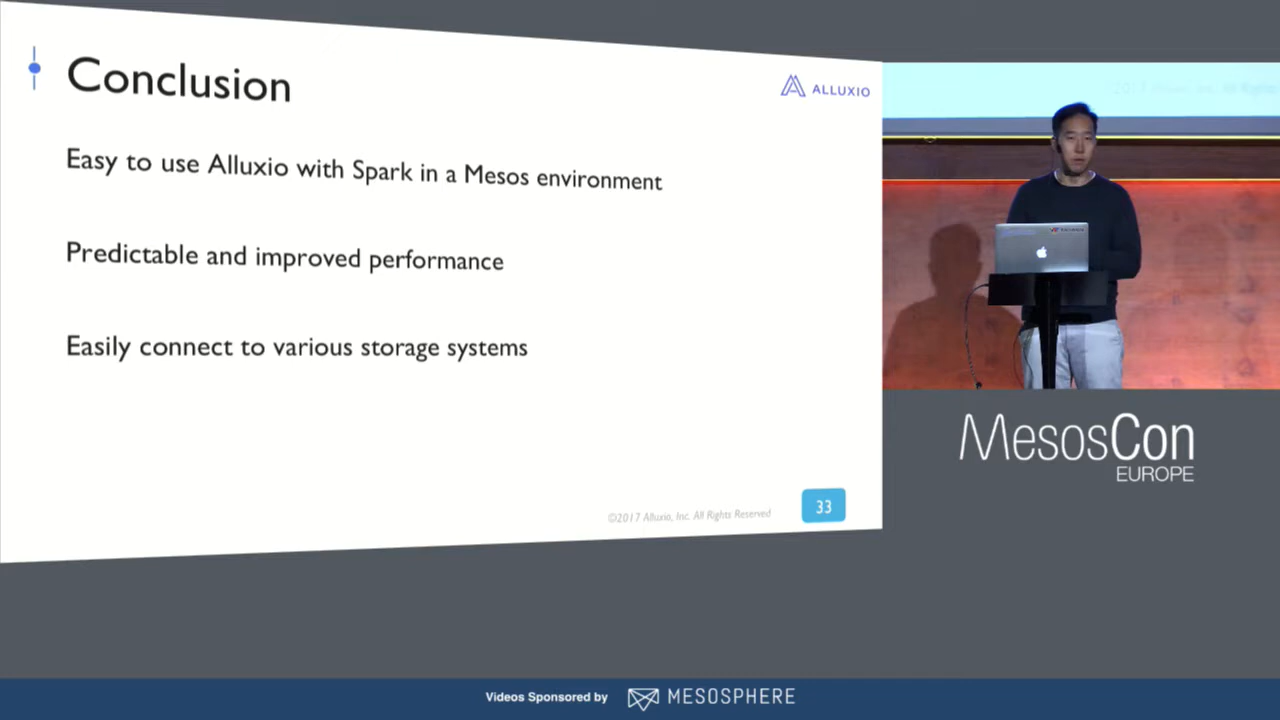 Conclusion
ALLUXIO
Easy to use Alluxio with Spark in a Mesos environment
Predictable and improved performance
Easily connect to various storage systems
©2017 Alluxio, Inc. All Rights Reserved
33
MesosCon
EUROPE
Videos Sponsored by MESOSPHERE